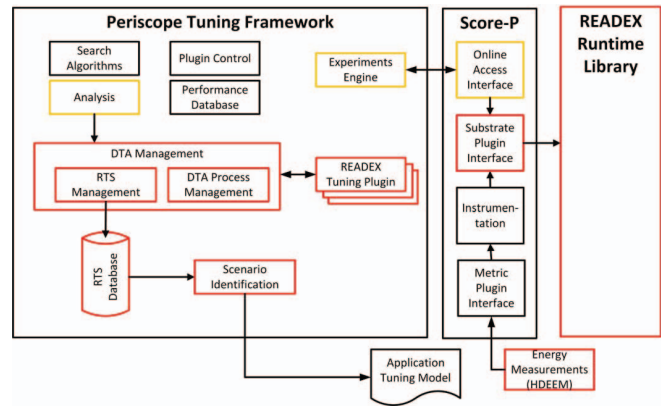 Periscope Tuning Framework
Search
Algorithms
Plugin Control
Analysis
Performance
Database
Experiments
Engine
DTA Management
RTS
Management
DTA Process
Management
READEX
Tuning Plugin
RTS
Database
Scenario
Identification
Application
Tuning Model
Score-P
Online
Access
Interface
Substrate
Plugin
Interface
Instrumen-
tation
Metric
Plugin
Interface
Energy
Measurements
(HDEEM)
READEX
Runtime
Library